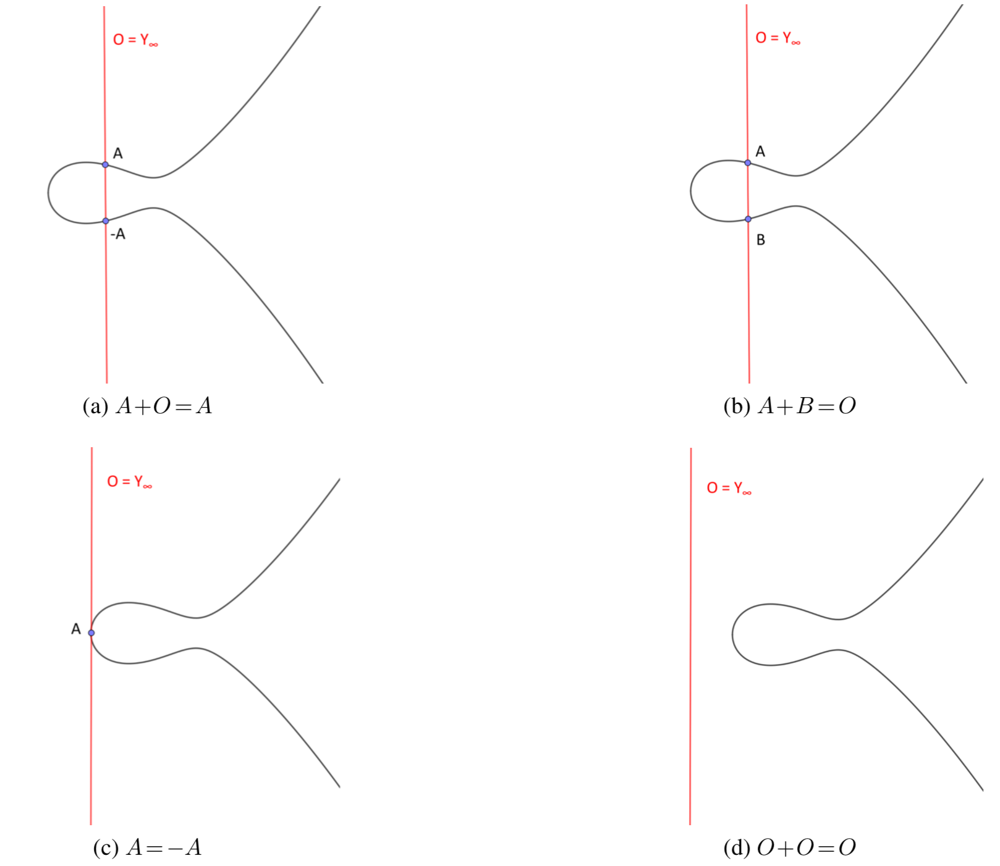 O = Y∞
A
-A
(a) A+O=A
O = Y∞
A
B
(b) A+B=O
O = Y∞
A
(c) A=−A
O = Y∞
(d) O+O=O